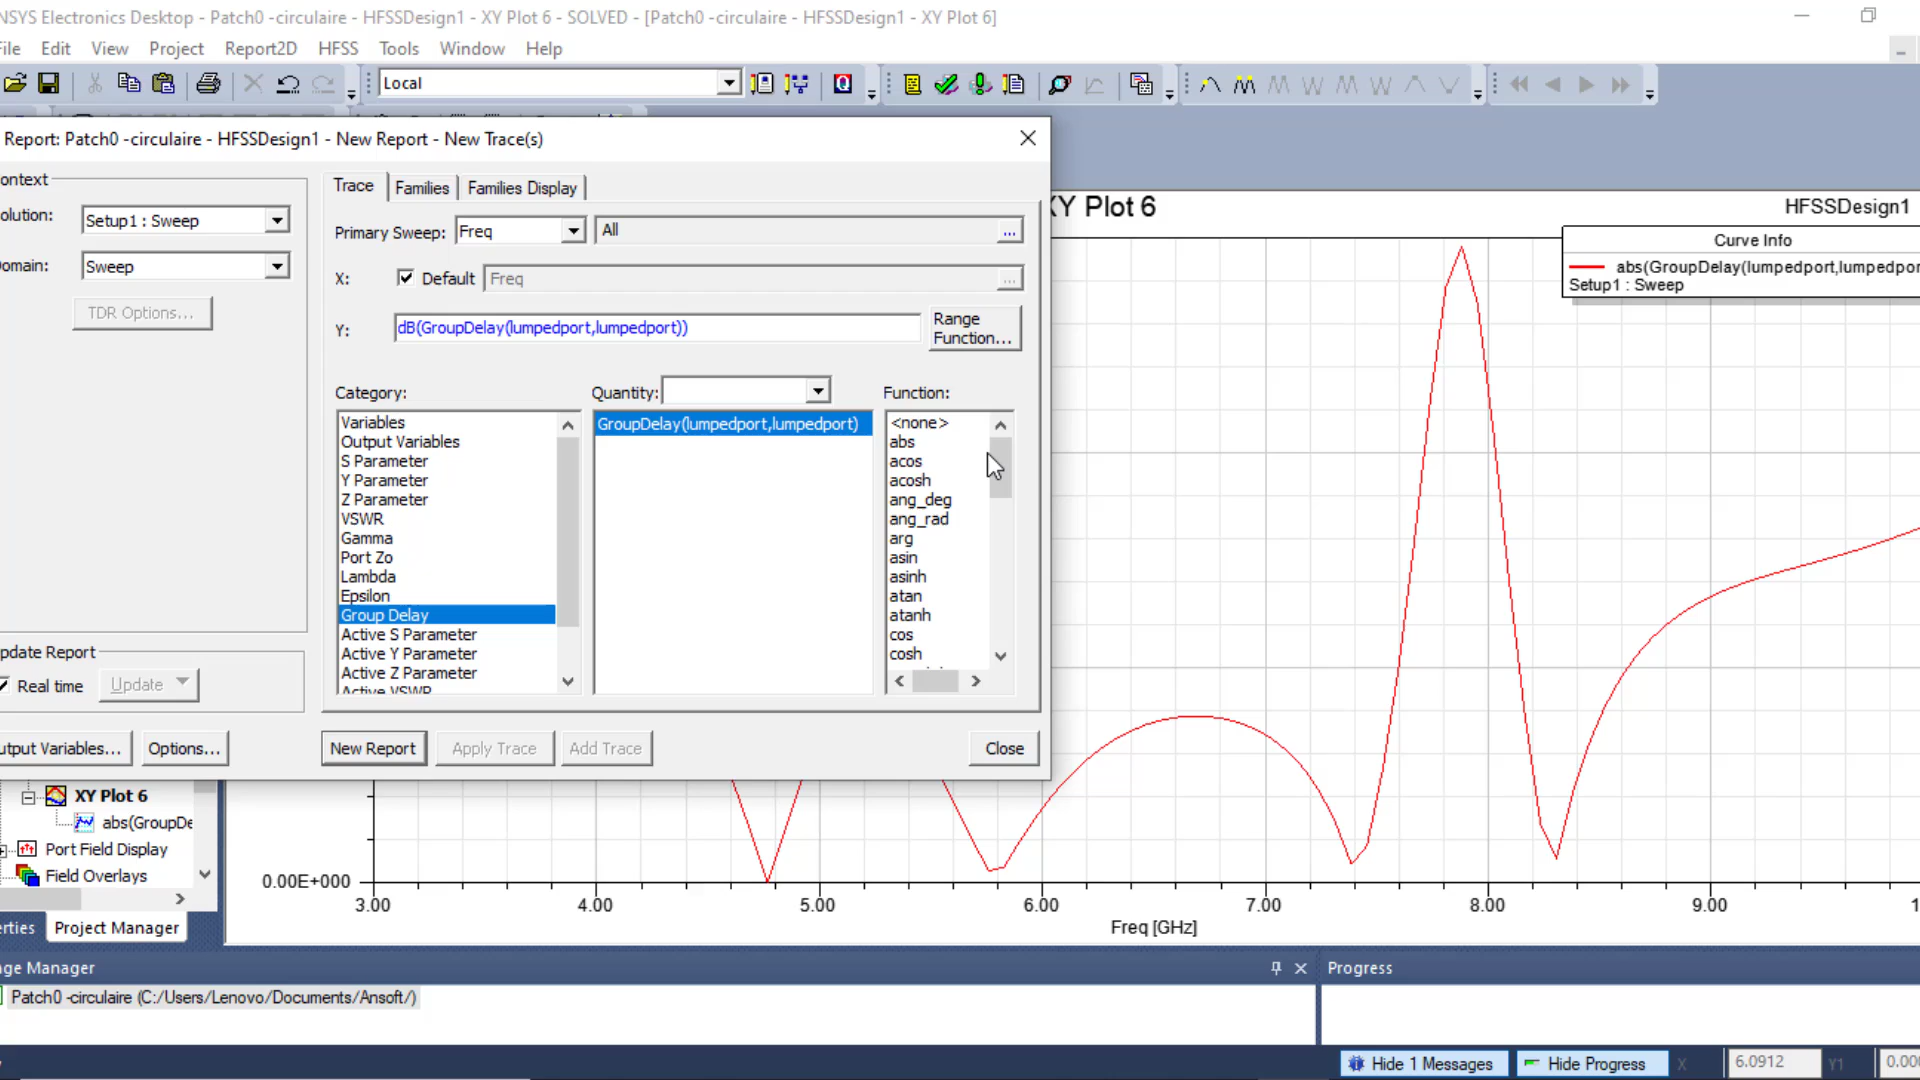 NSYS Electronics Desktop - Patch0 -circulaire - HFSSDesign1 - XY Plot 6 - SOLVED - [Patch0 -circulaire - HFSSDesign1 - XY Plot 6]
File Edit View Project Report2D HFSS Tools Window Help
Local
Report: Patch0 -circulaire - HFSSDesign1 - New Report - New Trace(s)
ontext
olution: Setup1 : Sweep
omain: Sweep
TDR Options...
Trace Families Families Display
Primary Sweep: Freq All ...
X: Default Freq ...
Y: dB(GroupDelay(lumpedport,lumpedport))
Range
Function...
Category: Quantity: Function:
Variables
Output Variables
S Parameter
Y Parameter
Z Parameter
VSWR
Gamma
Port Zo
Lambda
Epsilon
Group Delay
Active S Parameter
Active Y Parameter
Active Z Parameter
Active VSWR
GroupDelay(lumpedport,lumpedport)
<none>
abs
acos
acosh
ang_deg
ang_rad
arg
asin
asinh
atan
atanh
cos
cosh
pdate Report
Real time Update
utput Variables... Options... New Report Apply Trace Add Trace Close
XY Plot 6 HFSSDesign1
Curve Info
abs(GroupDelay(lumpedport,lumpedpor
Setup1 : Sweep
XY Plot 6
abs(GroupDe
Port Field Display
Field Overlays
erties Project Manager
0.00E+000
3.00 4.00 5.00 6.00 7.00 8.00 9.00 1
Freq [GHz]
ge Manager
Progress
Patch0 -circulaire (C:/Users/Lenovo/Documents/Ansoft/)
Hide 1 Messages Hide Progress X 6.0912 Y1 0.00